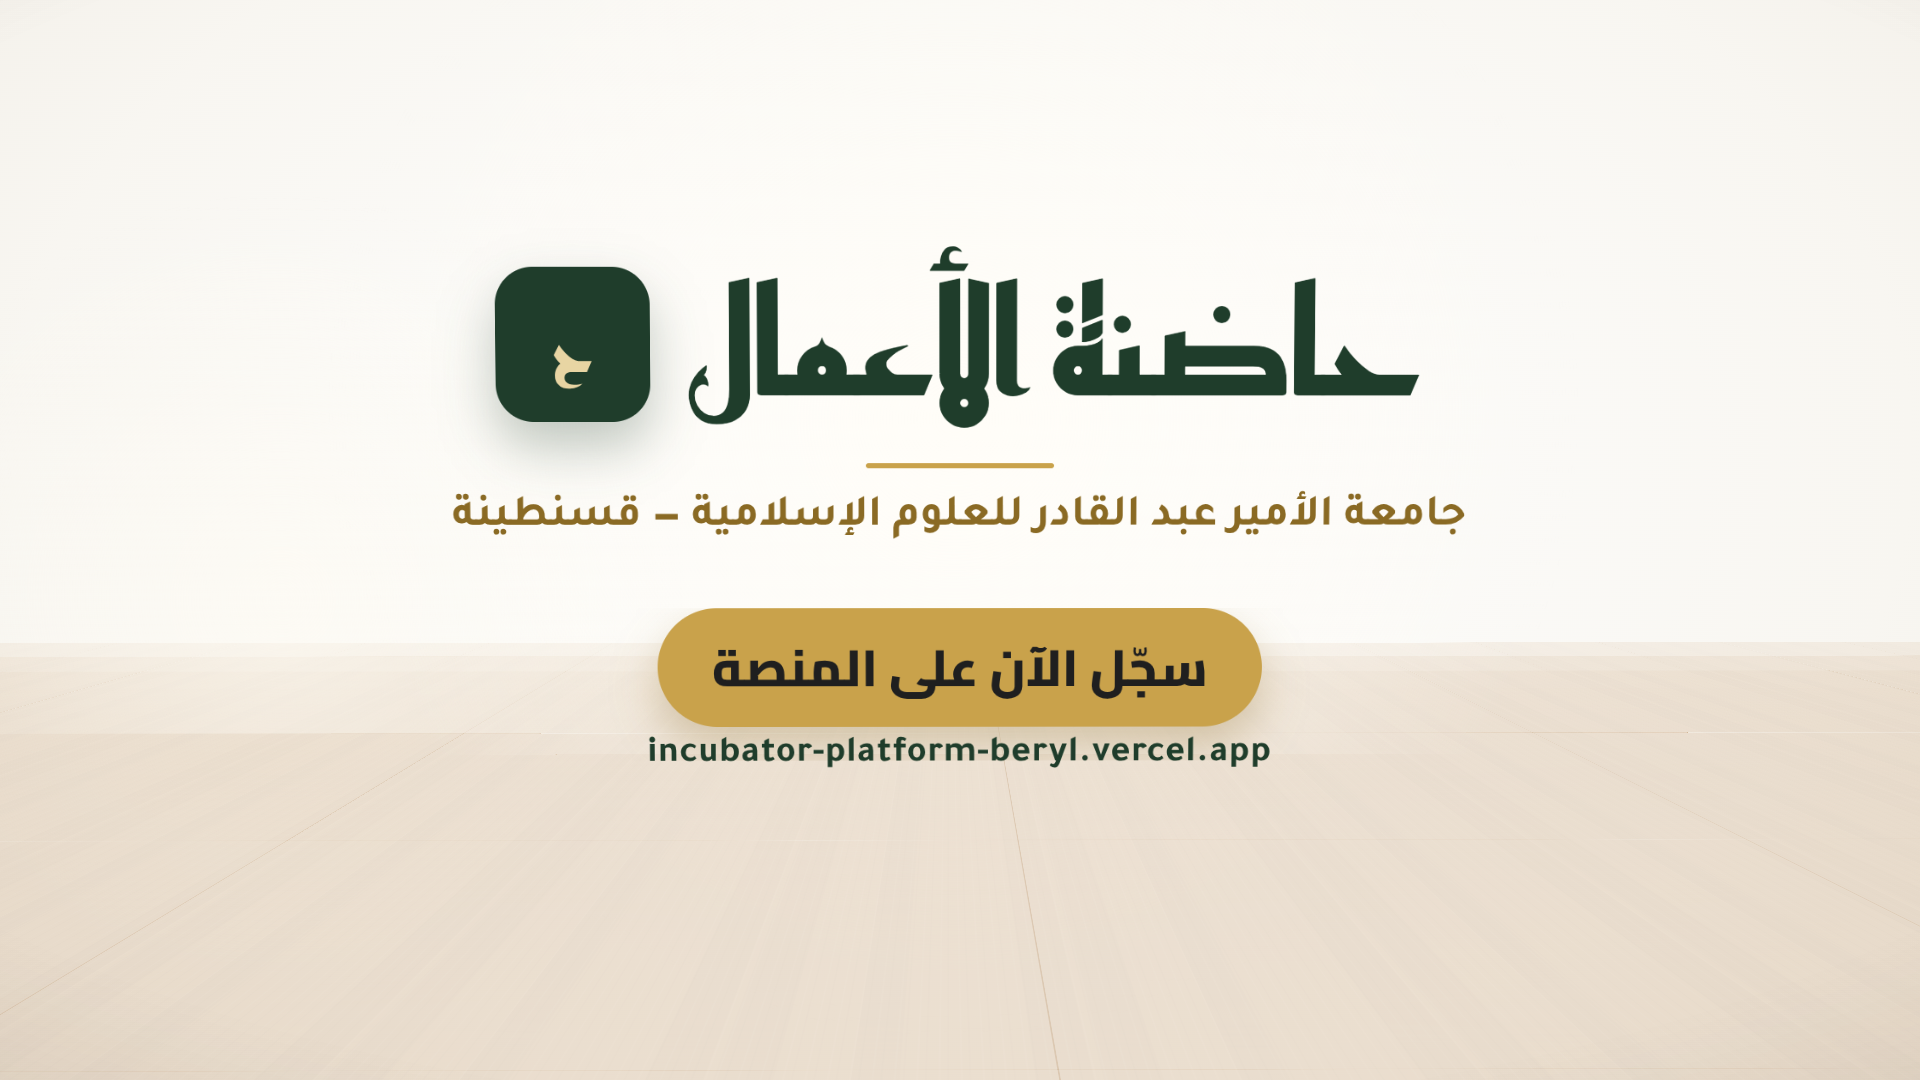 حاضنة الأعمال
ح
جامعة الأمير عبد القادر للعلوم الإسلامية – قسنطينة
سجّل الآن على المنصة
incubator-platform-beryl.vercel.app